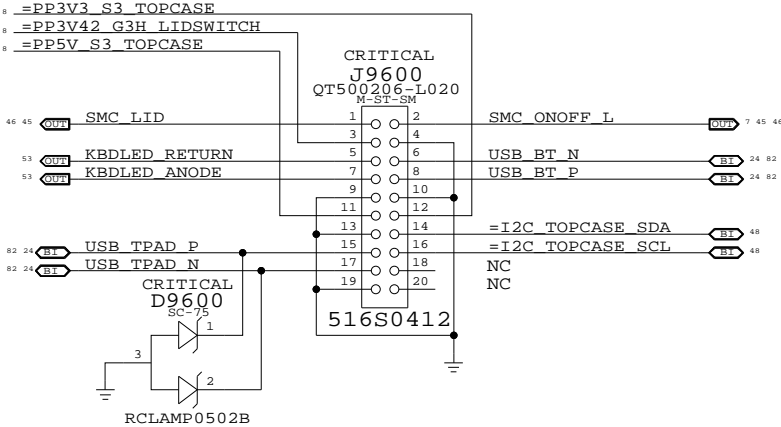 8 =PP3V3_S3_TOPCASE
8 =PP3V42_G3H_LIDSWITCH
8 =PP5V_S3_TOPCASE
CRITICAL
J9600
QT500206-L020
M-ST-SM
46 45 OUT SMC_LID 1 2 SMC_ONOFF_L OUT 7 45 46
3 4
53 OUT KBDLED_RETURN 5 6 USB_BT_N BI 24 82
53 OUT KBDLED_ANODE 7 8 USB_BT_P BI 24 82
9 10
11 12
13 14 =I2C_TOPCASE_SDA BI 48
82 24 BI USB_TPAD_P 15 16 =I2C_TOPCASE_SCL BI 48
82 24 BI USB_TPAD_N 17 18 NC
19 20 NC
CRITICAL
D9600
SC-75
516S0412
1
3
2
RCLAMP0502B